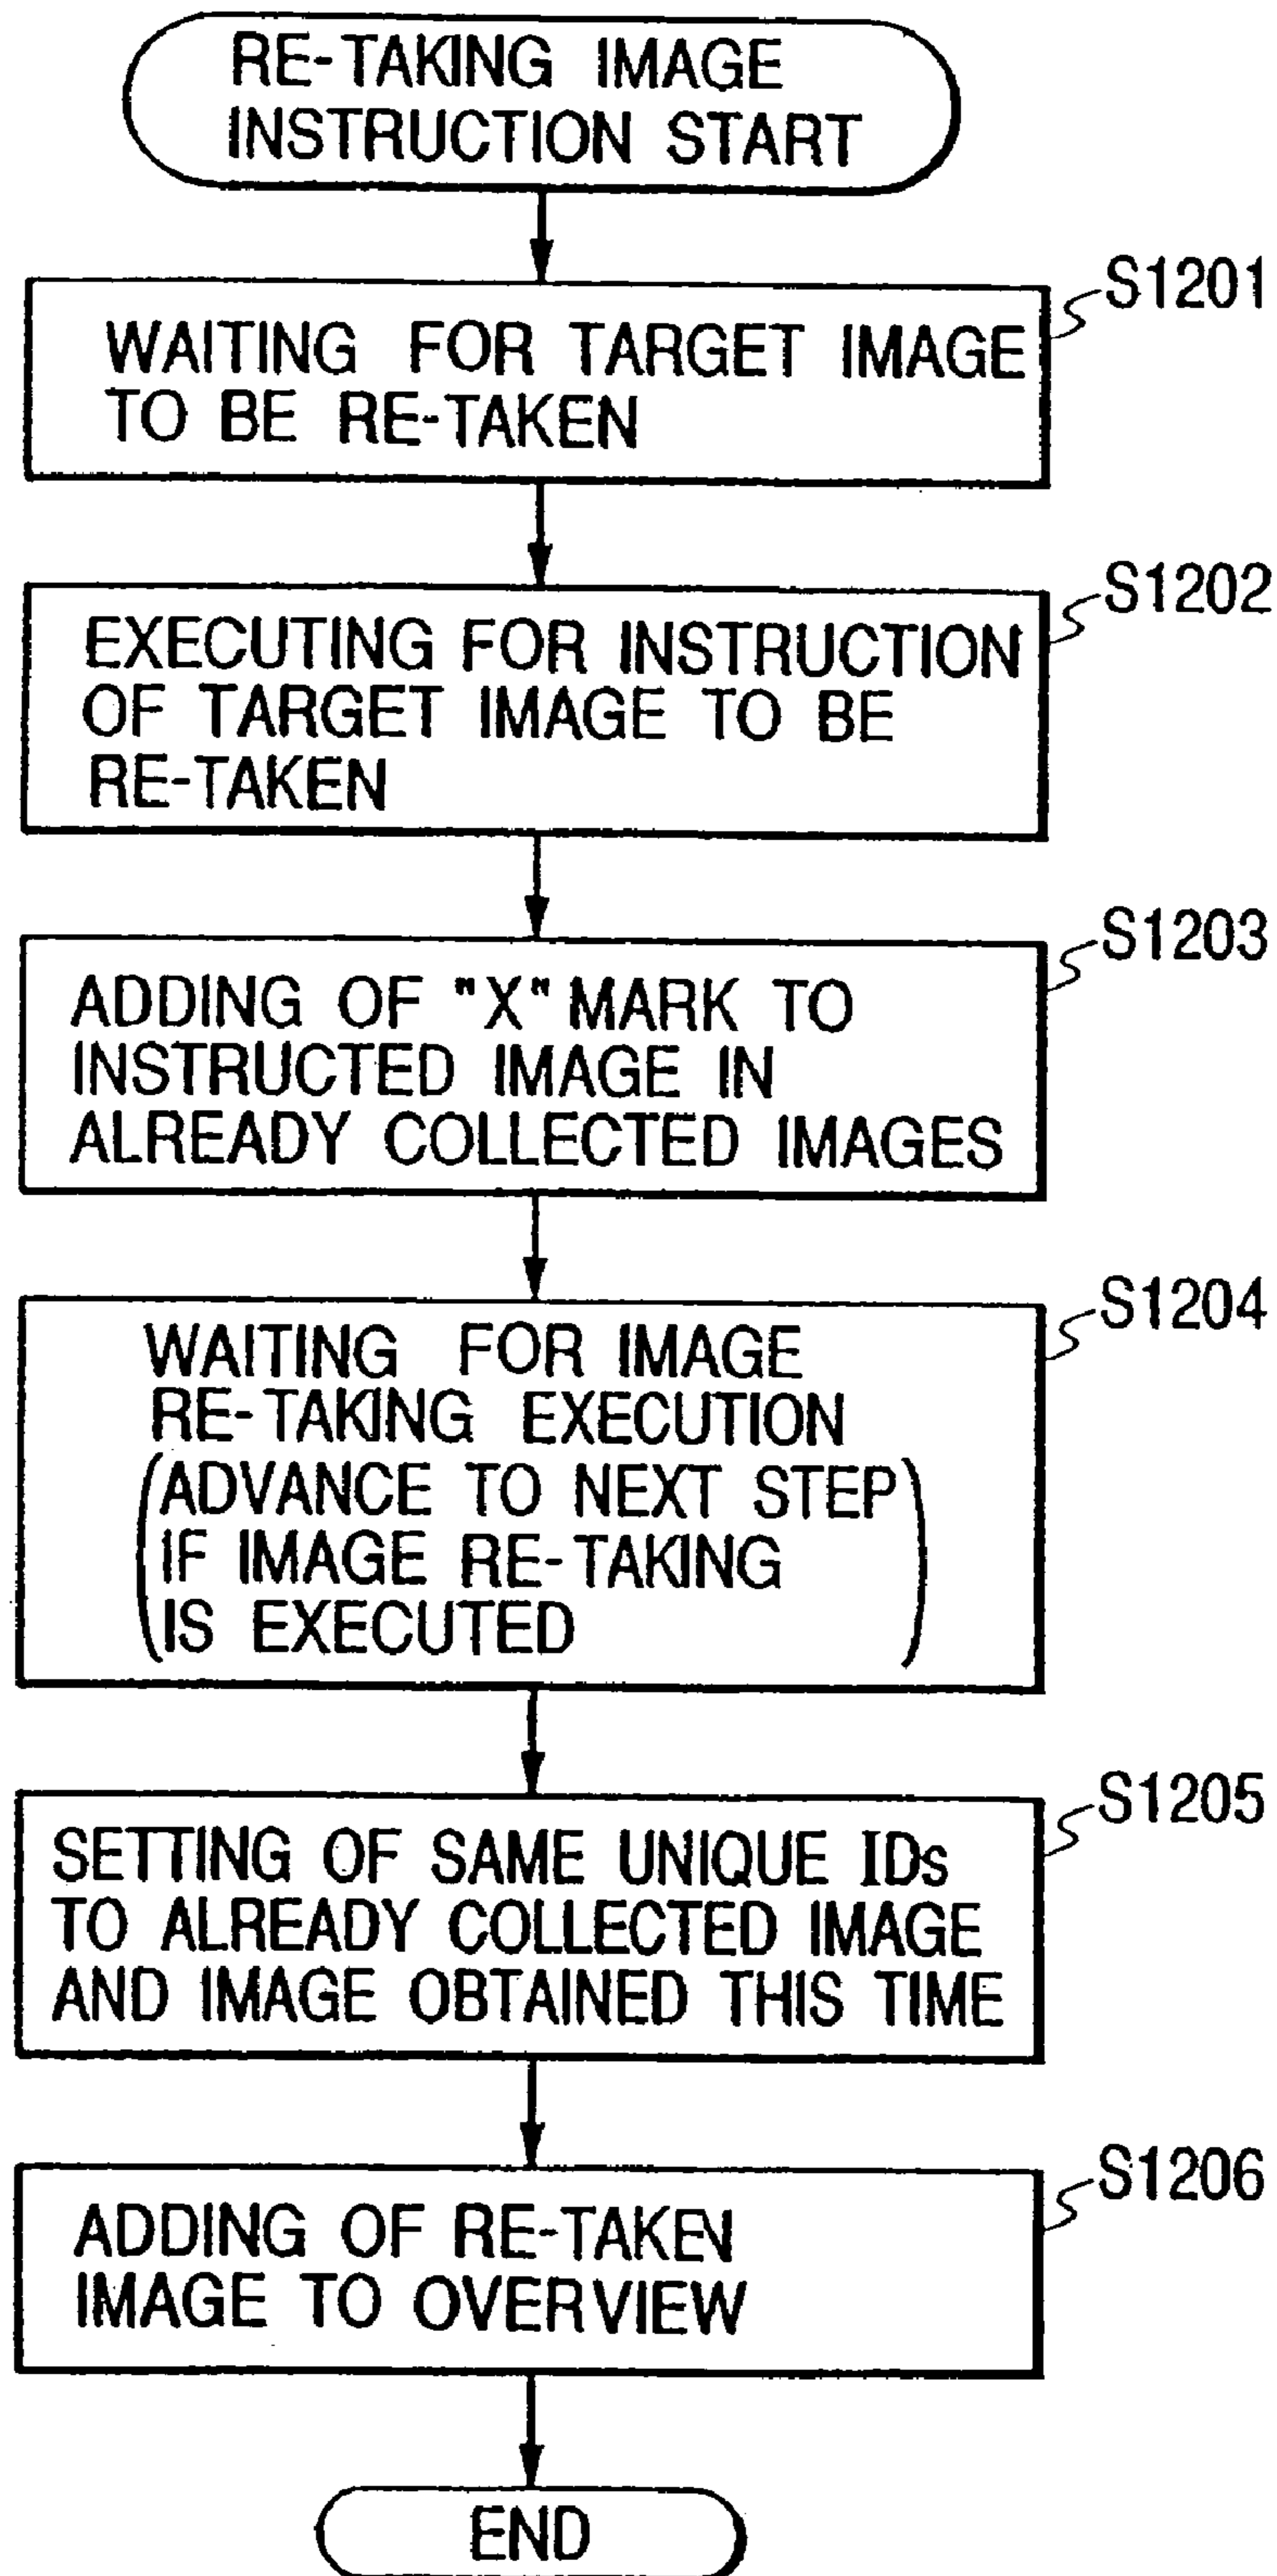 RE-TAKING IMAGE
INSTRUCTION START
S1201
WAITING FOR TARGET IMAGE
TO BE RE-TAKEN
S1202
EXECUTING FOR INSTRUCTION
OF TARGET IMAGE TO BE
RE-TAKEN
S1203
ADDING OF "X" MARK TO
INSTRUCTED IMAGE IN
ALREADY COLLECTED IMAGES
S1204
WAITING FOR IMAGE
RE-TAKING EXECUTION
(ADVANCE TO NEXT STEP
IF IMAGE RE-TAKING
IS EXECUTED)
S1205
SETTING OF SAME UNIQUE IDs
TO ALREADY COLLECTED IMAGE
AND IMAGE OBTAINED THIS TIME
S1206
ADDING OF RE-TAKEN
IMAGE TO OVERVIEW
END